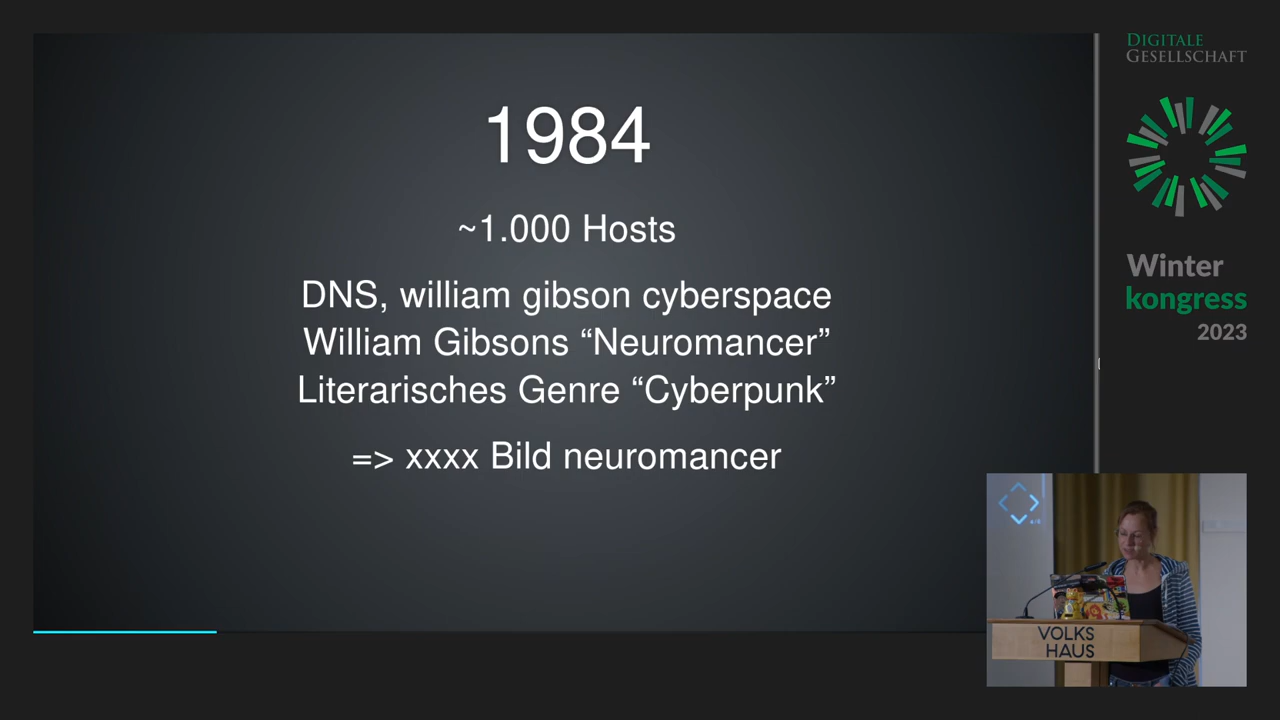 1984
~1.000 Hosts
DNS, william gibson cyberspace
William Gibsons “Neuromancer”
Literarisches Genre “Cyberpunk”
=> xxxx Bild neuromancer
DIGITALE
GESELLSCHAFT
Winter
kongress
2023
VOLKS
HAUS